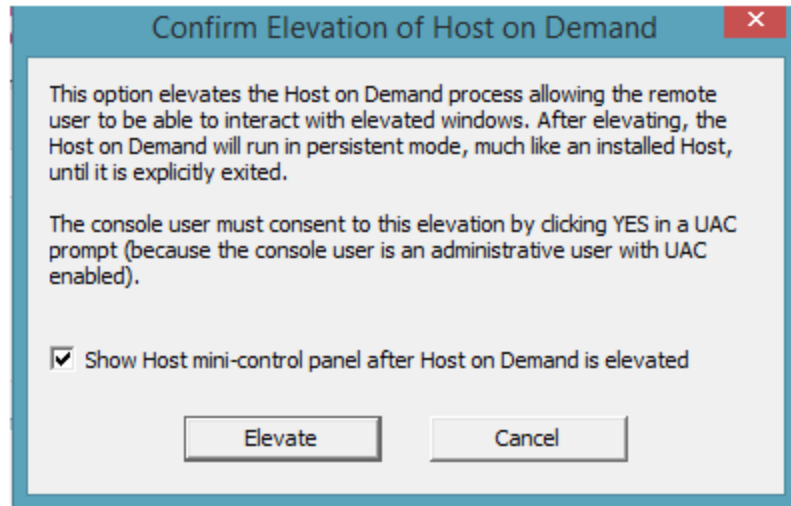 Confirm Elevation of Host on Demand
This option elevates the Host on Demand process allowing the remote
user to be able to interact with elevated windows. After elevating, the
Host on Demand will run in persistent mode, much like an installed Host,
until it is explicitly exited.
The console user must consent to this elevation by clicking YES in a UAC
prompt (because the console user is an administrative user with UAC
enabled).
Show Host mini-control panel after Host on Demand is elevated
Elevate
Cancel